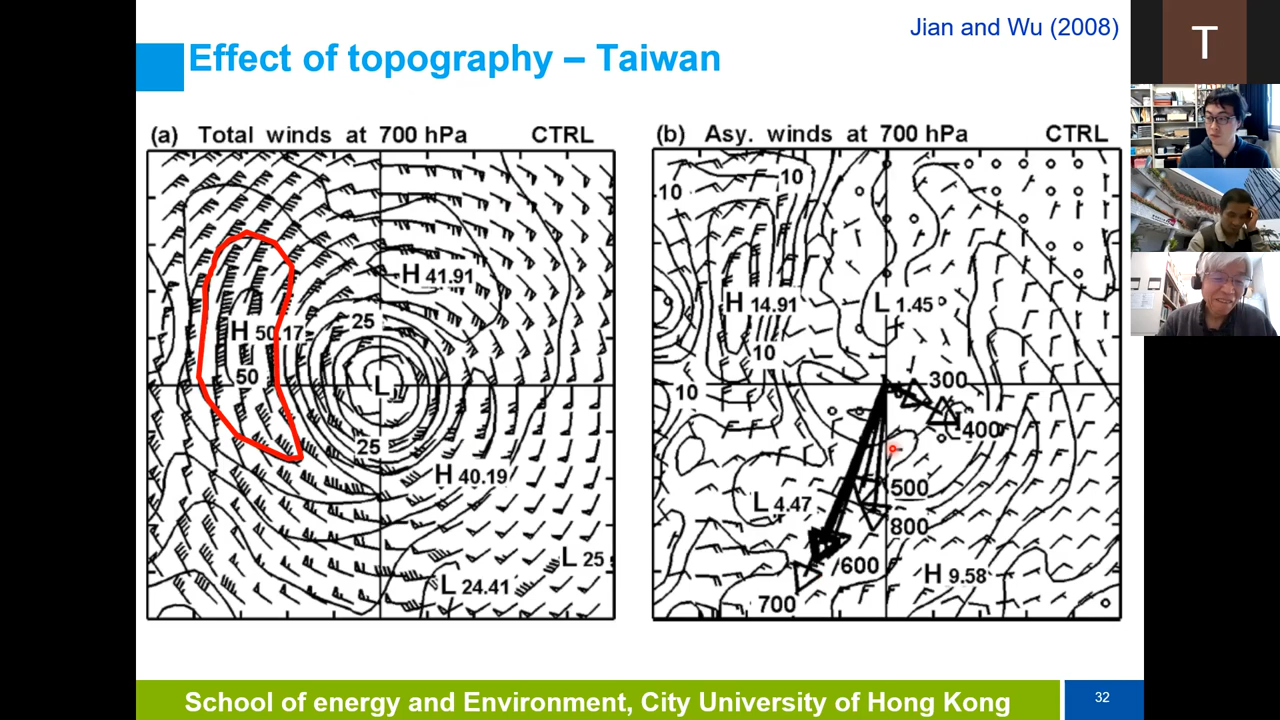 Jian and Wu (2008)
Effect of topography – Taiwan
(a) Total winds at 700 hPa CTRL
H 41.91
25
H 50.17
50
L
25
H 40.19
L 25
L 24.41
(b) Asy. winds at 700 hPa CTRL
10
10
H 14.91
L 1.45
10
300
10
400
500
L 4.47
800
600
H 9.58
700
School of energy and Environment, City University of Hong Kong
32
T